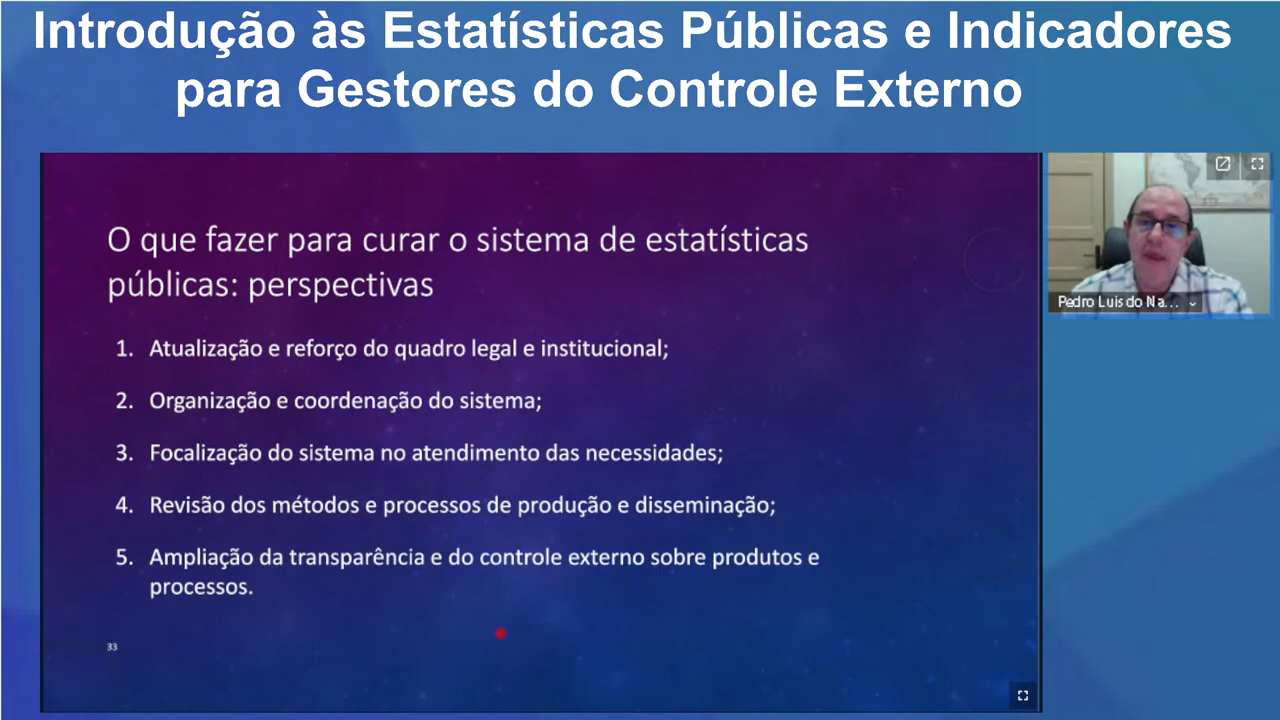 Introdução às Estatísticas Públicas e Indicadores
para Gestores do Controle Externo
O que fazer para curar o sistema de estatísticas
públicas: perspectivas
1. Atualização e reforço do quadro legal e institucional;
2. Organização e coordenação do sistema;
3. Focalização do sistema no atendimento das necessidades;
4. Revisão dos métodos e processos de produção e disseminação;
5. Ampliação da transparência e do controle externo sobre produtos e
processos.
33
Pedro Luis do Na...